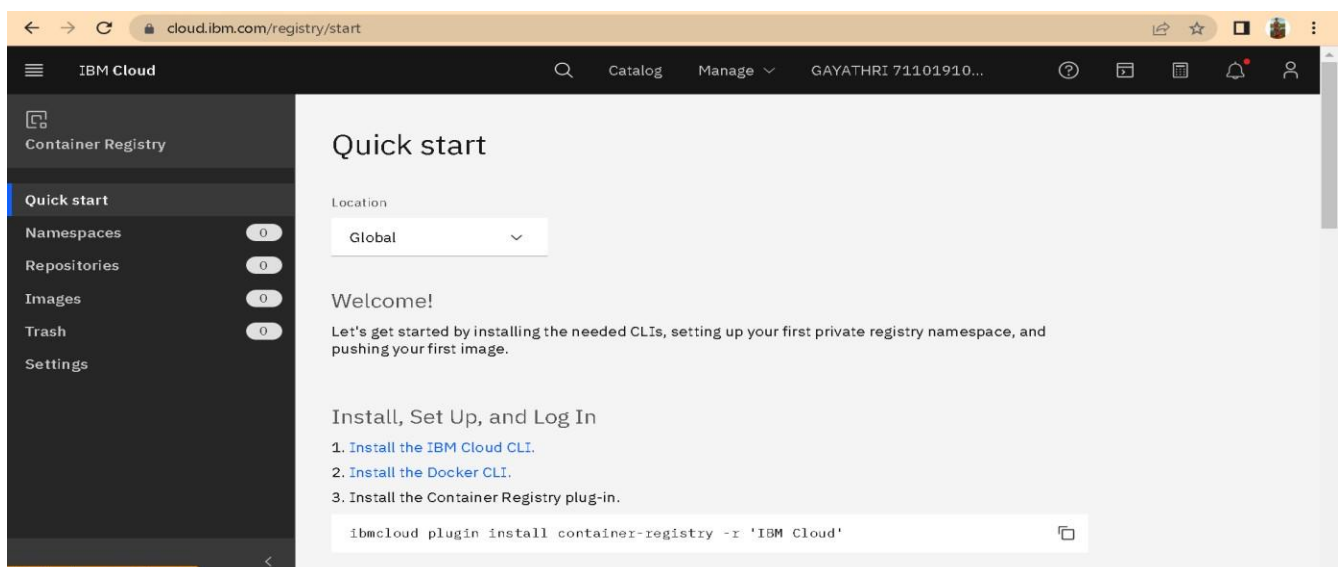 cloud.ibm.com/registry/start
IBM Cloud
Catalog
Manage
GAYATHRI 71101910...
Container Registry
Quick start
Namespaces 0
Repositories 0
Images 0
Trash 0
Settings
Quick start
Location
Global
Welcome!
Let's get started by installing the needed CLIs, setting up your first private registry namespace, and
pushing your first image.
Install, Set Up, and Log In
1. Install the IBM Cloud CLI.
2. Install the Docker CLI.
3. Install the Container Registry plug-in.
ibmcloud plugin install container-registry -r 'IBM Cloud'